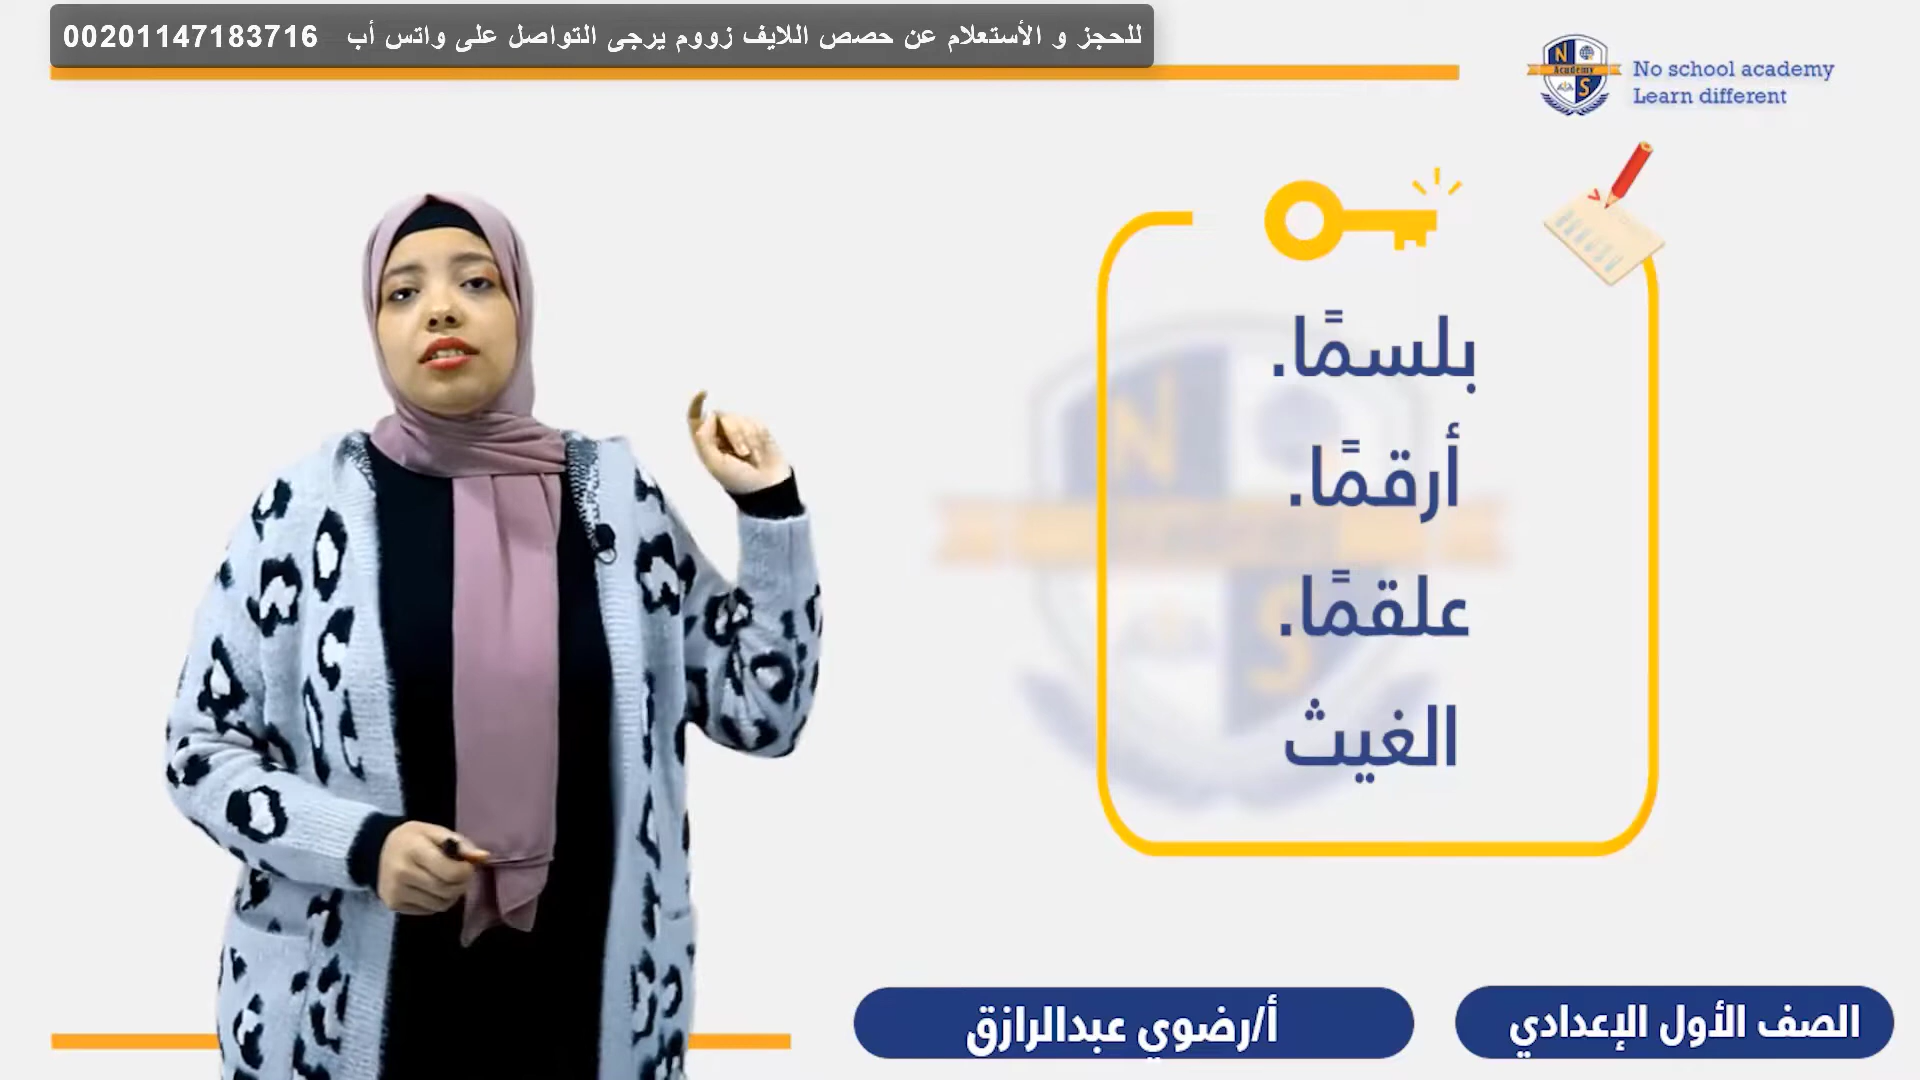 للحجز و الأستعلام عن حصص اللايف زووم يرجى التواصل على واتس أب 00201147183716
N
Academy
S
No school academy
Learn different
بلسمًا.
أرقمًا.
علقمًا.
الغيث
أ/رضوي عبدالرازق
الصف الأول الإعدادي